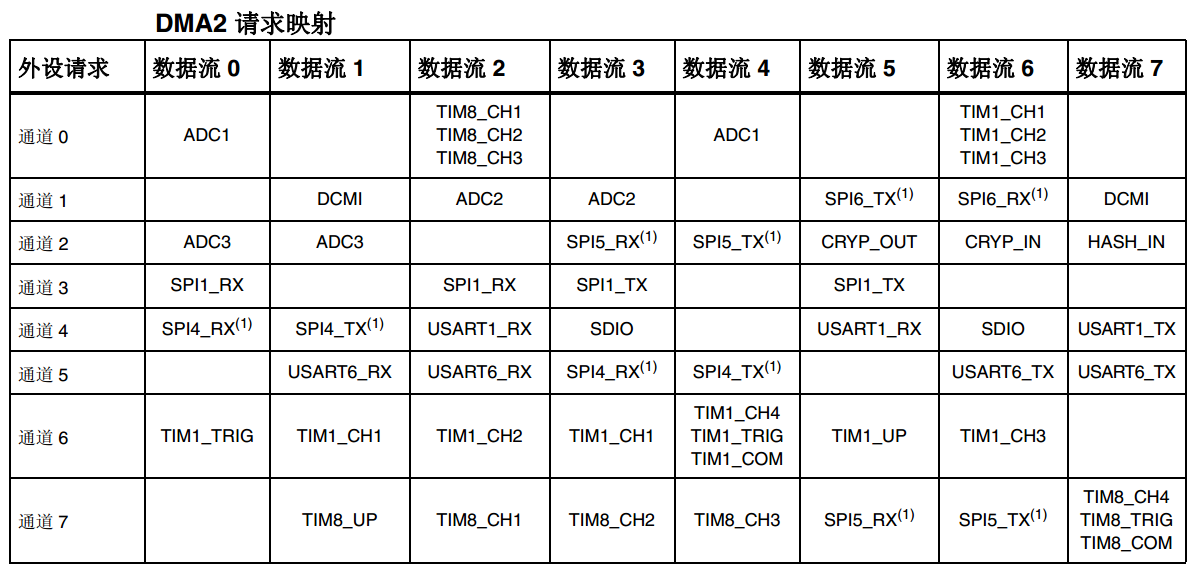 DMA2 请求映射
外设请求 数据流 0 数据流 1 数据流 2 数据流 3 数据流 4 数据流 5 数据流 6 数据流 7
通道 0 ADC1 TIM8_CH1 TIM8_CH2 TIM8_CH3 ADC1 TIM1_CH1 TIM1_CH2 TIM1_CH3
通道 1 DCMI ADC2 ADC2 SPI6_TX(1) SPI6_RX(1) DCMI
通道 2 ADC3 ADC3 SPI5_RX(1) SPI5_TX(1) CRYP_OUT CRYP_IN HASH_IN
通道 3 SPI1_RX SPI1_RX SPI1_TX SPI1_TX
通道 4 SPI4_RX(1) SPI4_TX(1) USART1_RX SDIO USART1_RX SDIO USART1_TX
通道 5 USART6_RX USART6_RX SPI4_RX(1) SPI4_TX(1) USART6_TX USART6_TX
通道 6 TIM1_TRIG TIM1_CH1 TIM1_CH2 TIM1_CH1 TIM1_CH4 TIM1_TRIG TIM1_COM TIM1_UP TIM1_CH3
通道 7 TIM8_UP TIM8_CH1 TIM8_CH2 TIM8_CH3 SPI5_RX(1) SPI5_TX(1) TIM8_CH4 TIM8_TRIG TIM8_COM